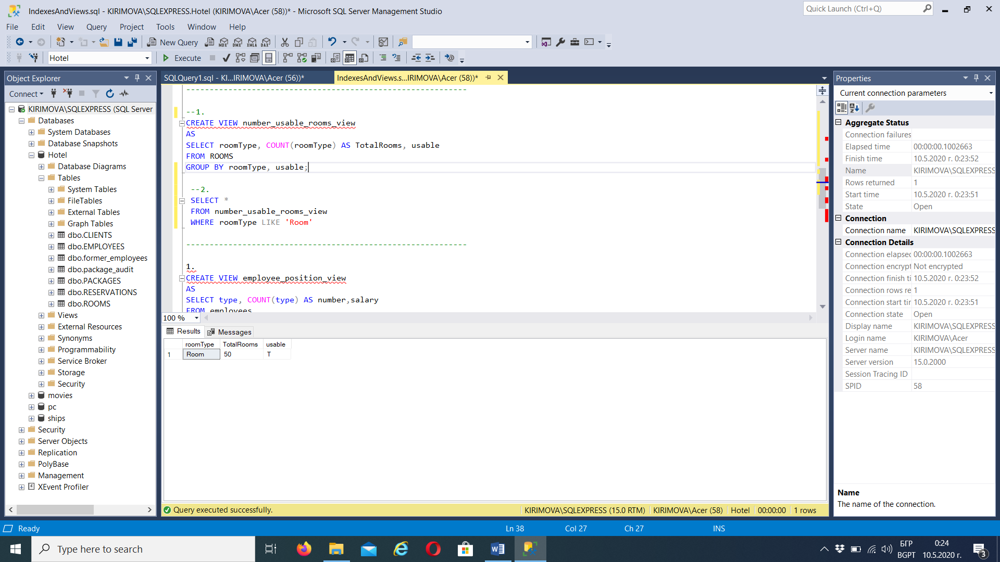 IndexesAndViews.sql - KIRIMOVA\SQLEXPRESS.Hotel (KIRIMOVA\Acer (58))* - Microsoft SQL Server Management Studio
Quick Launch (Ctrl+Q)
File Edit View Query Project Tools Window Help
New Query
MDX DMX XMLA DAX
Hotel
Execute
Object Explorer
SQLQuery1.sql - KI...IRIMOVA\Acer (56))*
IndexesAndViews.s...IRIMOVA\Acer (58))*
Properties
Connect
KIRIMOVA\SQLEXPRESS (SQL Server
Databases
System Databases
Database Snapshots
Hotel
Database Diagrams
Tables
System Tables
FileTables
External Tables
Graph Tables
dbo.CLIENTS
dbo.EMPLOYEES
dbo.former_employees
dbo.package_audit
dbo.PACKAGES
dbo.RESERVATIONS
dbo.ROOMS
Views
External Resources
Synonyms
Programmability
Service Broker
Storage
Security
movies
pc
ships
Security
Server Objects
Replication
PolyBase
Management
XEvent Profiler
------------------------------------------------------------
--1.
CREATE VIEW number_usable_rooms_view
AS
SELECT roomType, COUNT(roomType) AS TotalRooms, usable
FROM ROOMS
GROUP BY roomType, usable;
--2.
SELECT *
FROM number_usable_rooms_view
WHERE roomType LIKE 'Room'
------------------------------------------------------------
1.
CREATE VIEW employee_position_view
AS
SELECT type, COUNT(type) AS number,salary
FROM employees
100 %
Results Messages
roomType TotalRooms usable
1 Room 50 T
Query executed successfully.
KIRIMOVA\SQLEXPRESS (15.0 RTM) KIRIMOVA\Acer (58) Hotel 00:00:00 1 rows
Current connection parameters
Aggregate Status
Connection failures
Elapsed time 00:00:00.1002663
Finish time 10.5.2020 г. 0:23:52
Name KIRIMOVA\SQLEXPRESS
Rows returned 1
Start time 10.5.2020 г. 0:23:51
State Open
Connection
Connection name KIRIMOVA\SQLEXPRESS
Connection Details
Connection elapsed 00:00:00.1002663
Connection encrypt Not encrypted
Connection finish ti 10.5.2020 г. 0:23:52
Connection rows re 1
Connection start tir 10.5.2020 г. 0:23:51
Connection state Open
Display name KIRIMOVA\SQLEXPRESS
Login name KIRIMOVA\Acer
Server name KIRIMOVA\SQLEXPRESS
Server version 15.0.2000
Session Tracing ID
SPID 58
Name
The name of the connection.
Ready
Ln 38 Col 27 Ch 27 INS
Type here to search
БГР
BGPT
0:24
10.5.2020 г.
3